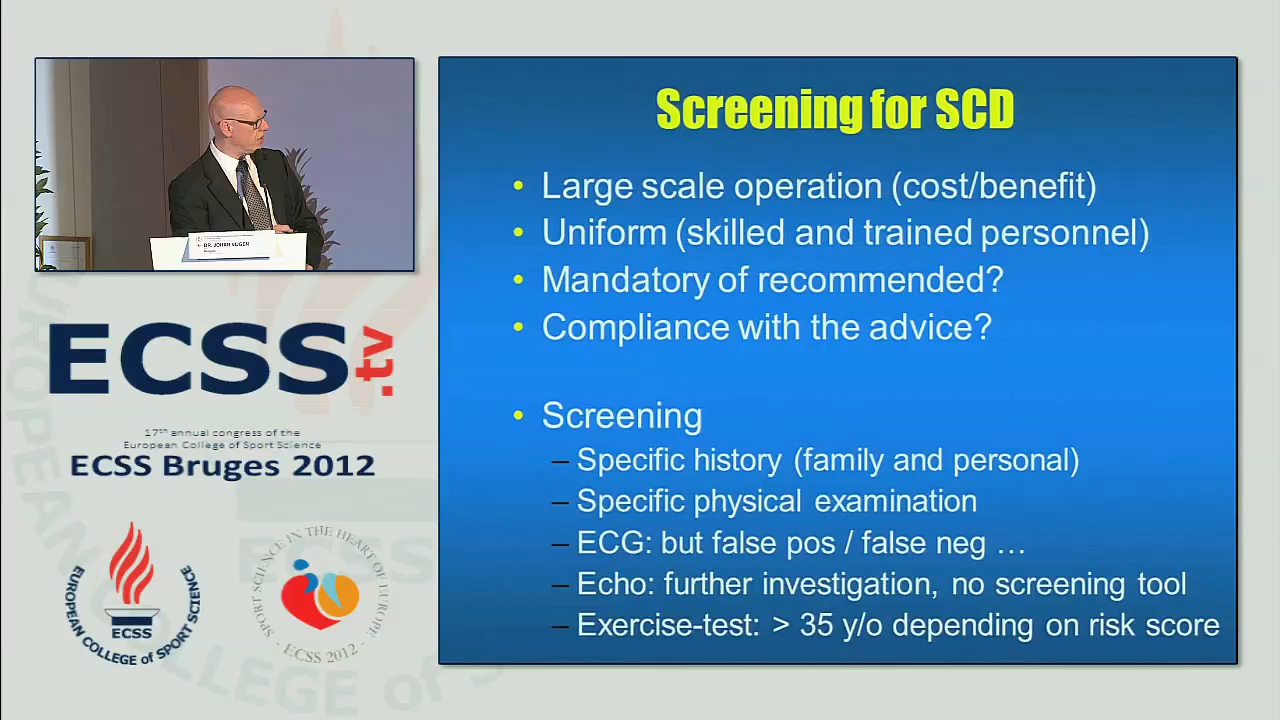 DR. JOHAN VIJGEN
ECSS.tv
17th annual congress of the
European College of Sport Science
ECSS Bruges 2012
EUROPEAN COLLEGE of SPORT SCIENCE
ECSS
SPORT SCIENCE IN THE HEART OF EUROPE
- ECSS 2012 -
Screening for SCD
• Large scale operation (cost/benefit)
• Uniform (skilled and trained personnel)
• Mandatory of recommended?
• Compliance with the advice?
• Screening
– Specific history (family and personal)
– Specific physical examination
– ECG: but false pos / false neg …
– Echo: further investigation, no screening tool
– Exercise-test: > 35 y/o depending on risk score